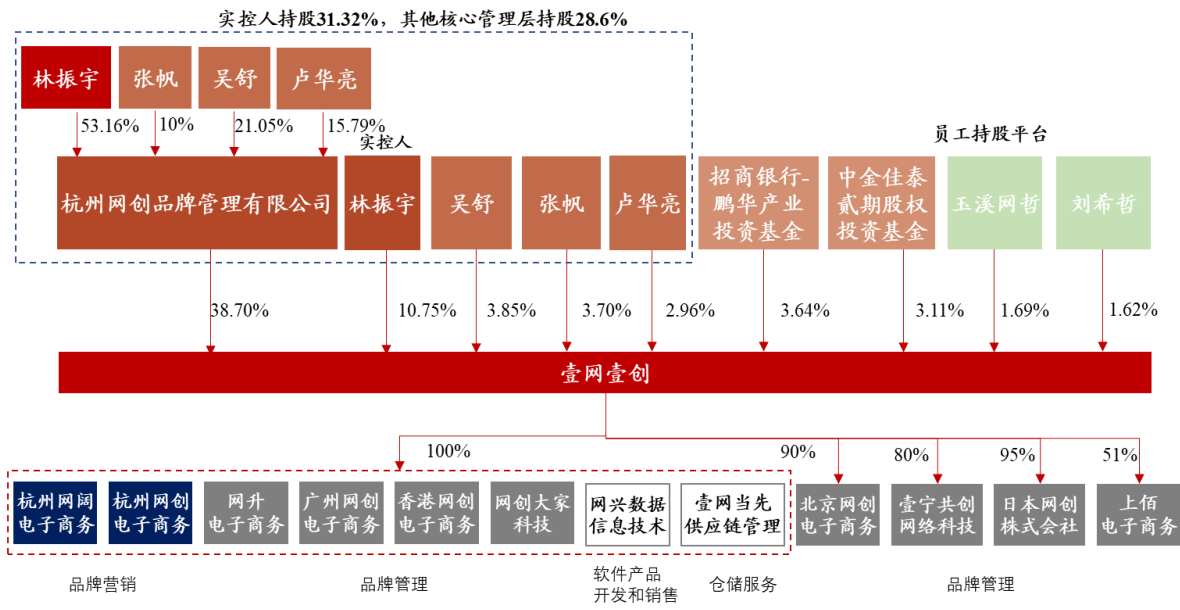 实控人持股31.32%，其他核心管理层持股28.6%
林振宇
张帆
吴舒
卢华亮
53.16%
10%
21.05%
15.79%
实控人
员工持股平台
杭州网创品牌管理有限公司
林振宇
吴舒
张帆
卢华亮
招商银行-
鹏华产业
投资基金
中金佳泰
贰期股权
投资基金
玉溪网哲
刘希哲
38.70%
10.75%
3.85%
3.70%
2.96%
3.64%
3.11%
1.69%
1.62%
壹网壹创
100%
90%
80%
95%
51%
杭州网阔
电子商务
杭州网创
电子商务
网升
电子商务
广州网创
电子商务
香港网创
电子商务
网创大家
科技
网兴数据
信息技术
壹网当先
供应链管理
北京网创
电子商务
壹宁共创
网络科技
日本网创
株式会社
上佰
电子商务
品牌营销
品牌管理
软件产品
开发和销售
仓储服务
品牌管理